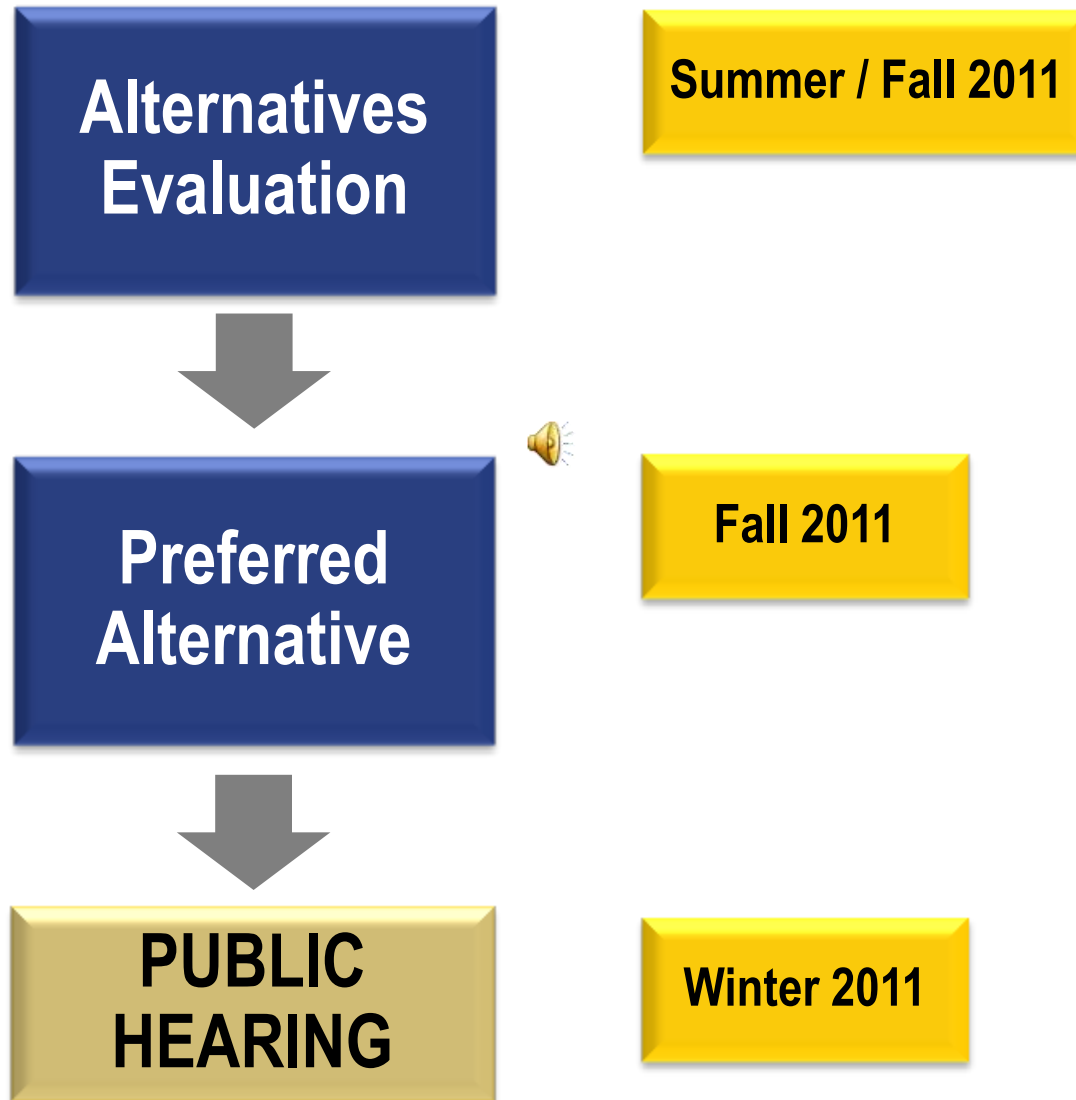 Alternatives
Evaluation
Summer / Fall 2011
Preferred
Alternative
Fall 2011
PUBLIC
HEARING
Winter 2011